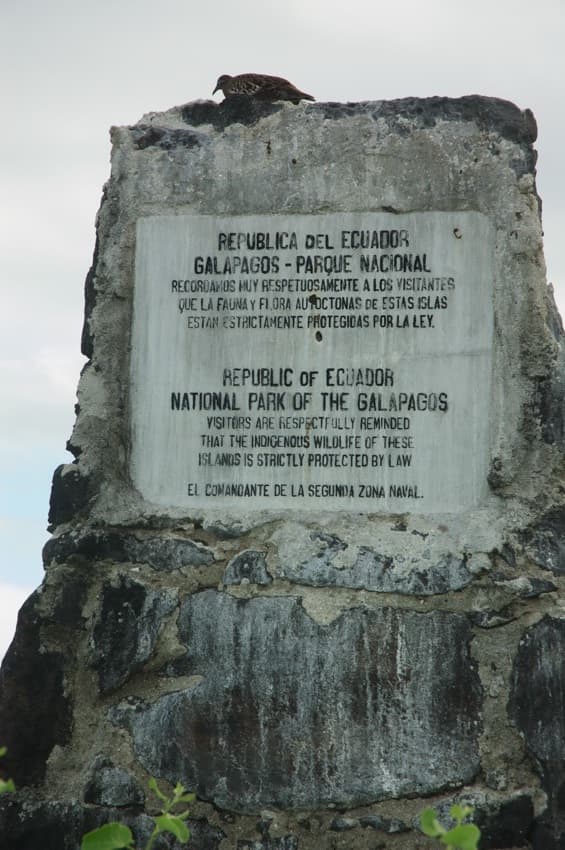 REPUBLICA DEL ECUADOR
GALAPAGOS - PARQUE NACIONAL
RECORDAMOS MUY RESPETUOSAMENTE A LOS VISITANTES
QUE LA FAUNA Y FLORA AUTOCTONAS DE ESTAS ISLAS
ESTAN ESTRICTAMENTE PROTEGIDAS POR LA LEY.
REPUBLIC OF ECUADOR
NATIONAL PARK OF THE GALAPAGOS
VISITORS ARE RESPECTFULLY REMINDED
THAT THE INDIGENOUS WILDLIFE OF THESE
ISLANDS IS STRICTLY PROTECTED BY LAW
EL COMANDANTE DE LA SEGUNDA ZONA NAVAL.